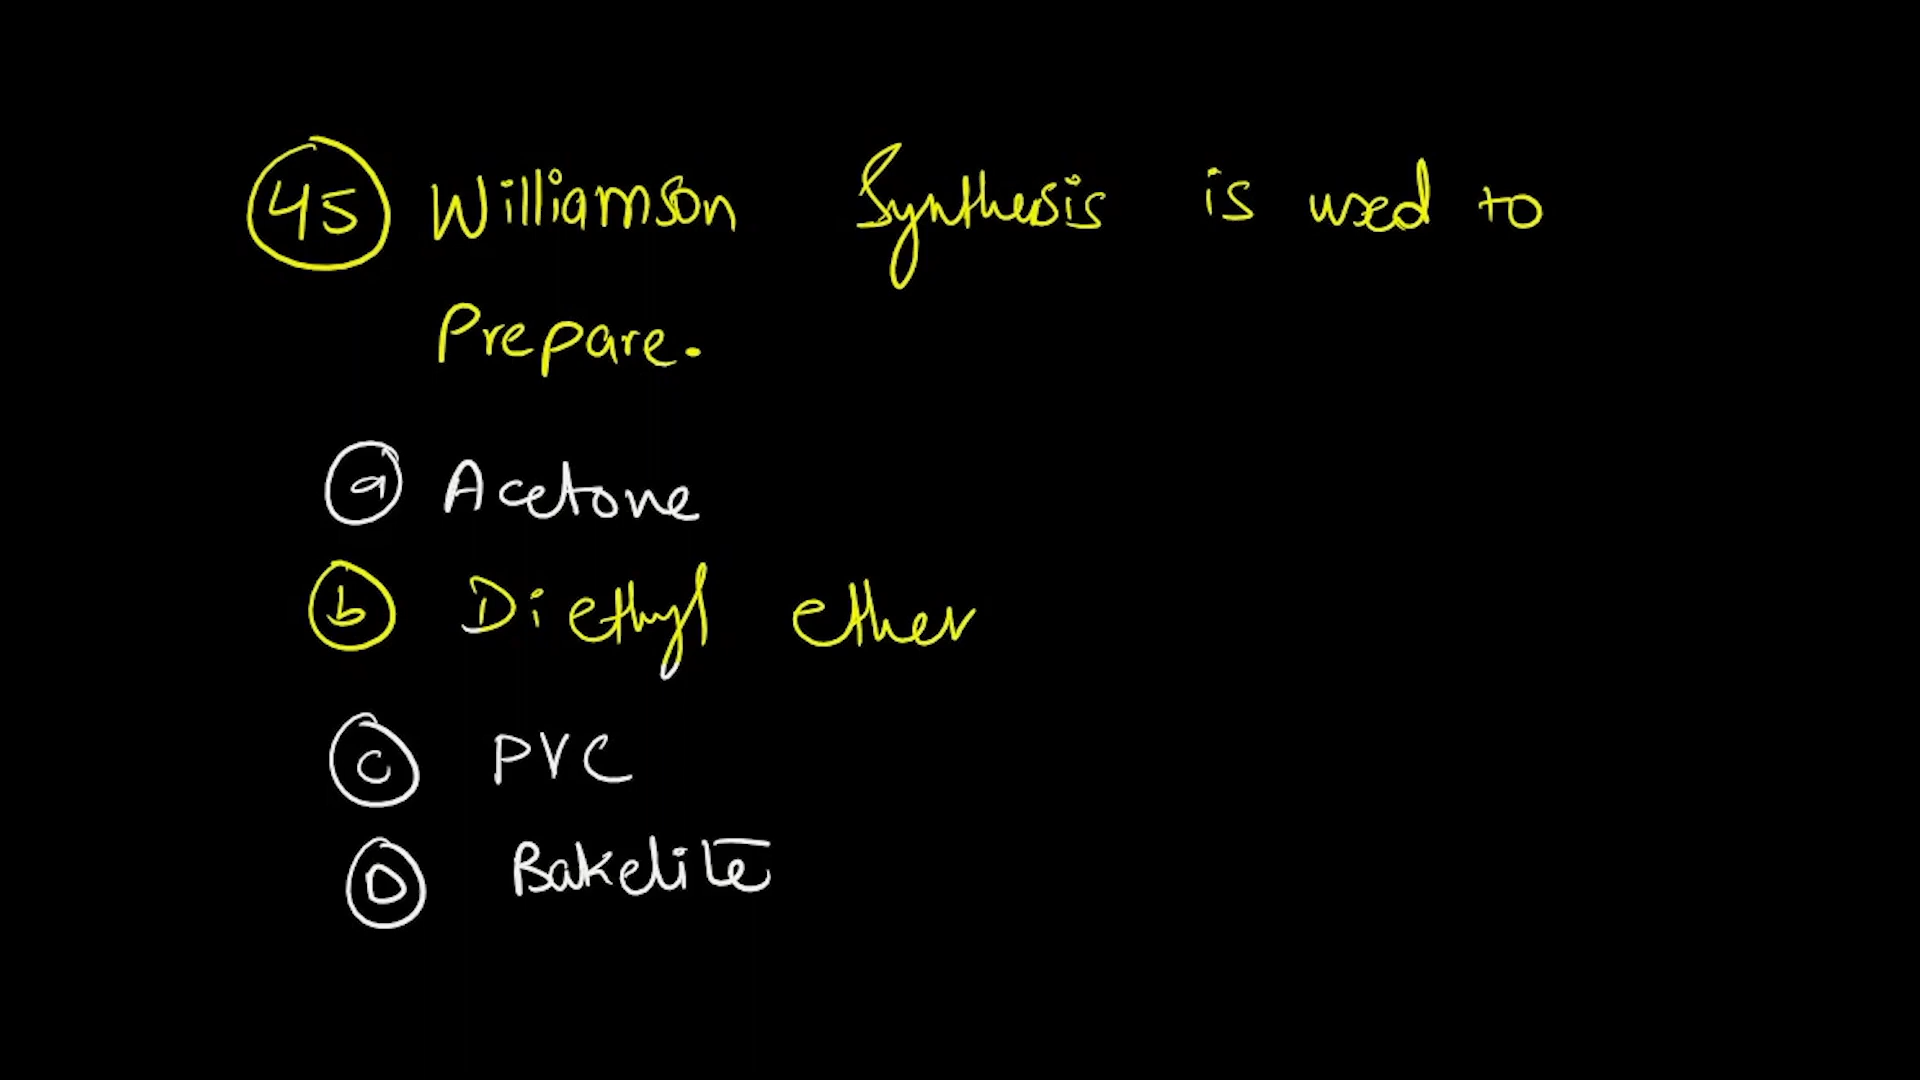 45 Williamson Synthesis is used to
Prepare.
a Acetone
b Diethyl ether
c PVC
D Bakelite